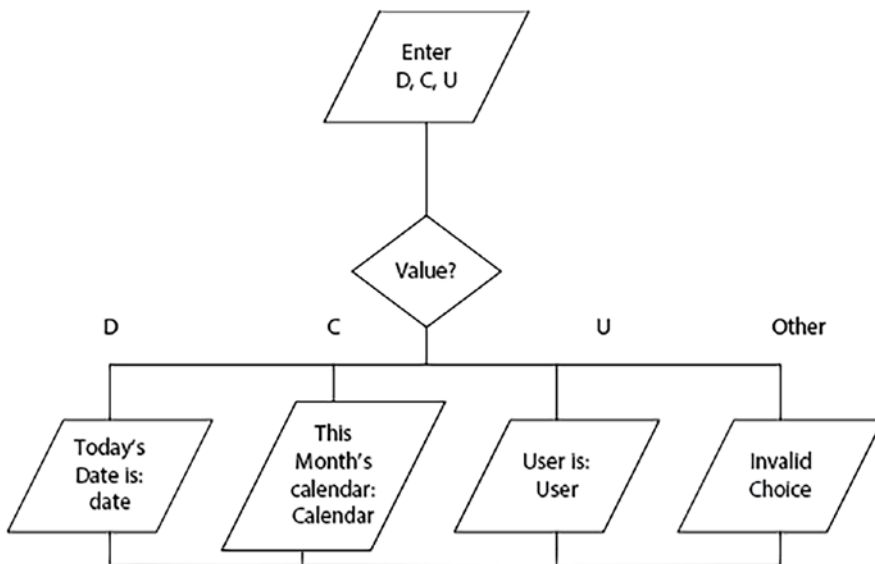 Enter
D, C, U
Value?
D
C
U
Other
Today's
Date is:
date
This
Month's
calendar:
Calendar
User is:
User
Invalid
Choice